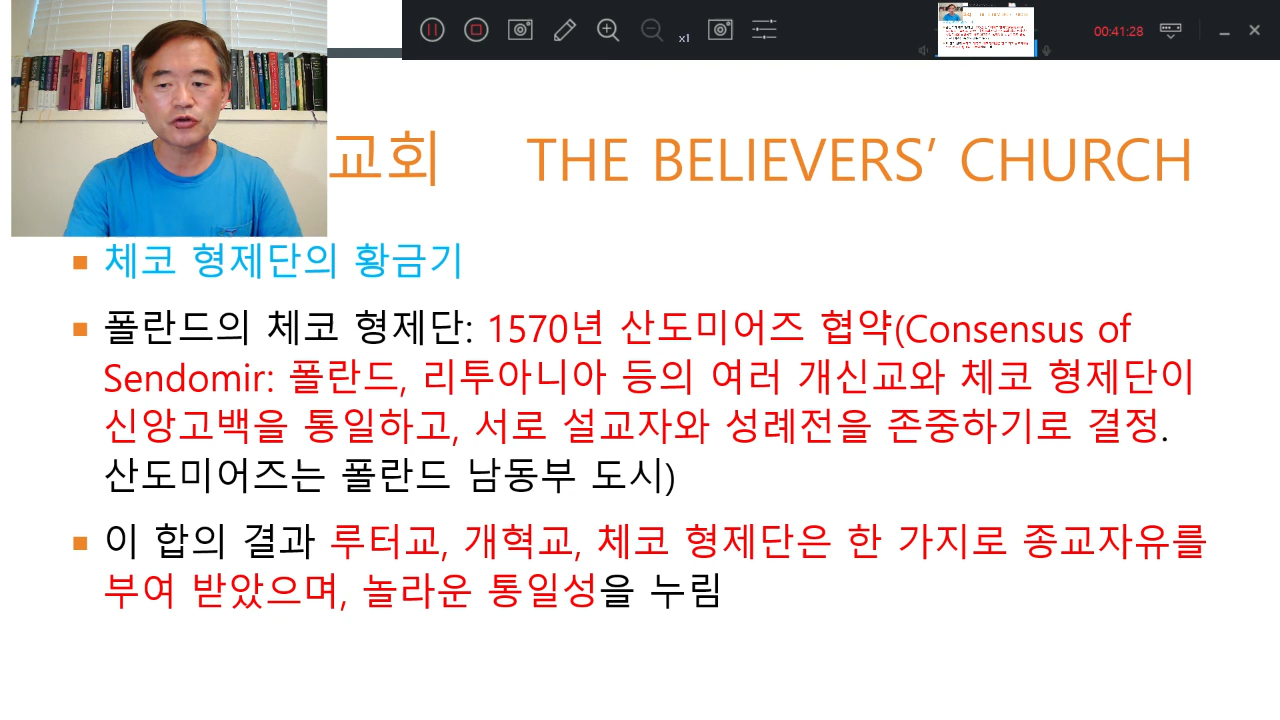 x1
00:41:28
교회 THE BELIEVERS’ CHURCH
체코 형제단의 황금기
폴란드의 체코 형제단: 1570년 산도미어즈 협약(Consensus of
Sendomir: 폴란드, 리투아니아 등의 여러 개신교와 체코 형제단이
신앙고백을 통일하고, 서로 설교자와 성례전을 존중하기로 결정.
산도미어즈는 폴란드 남동부 도시)
이 합의 결과 루터교, 개혁교, 체코 형제단은 한 가지로 종교자유를
부여 받았으며, 놀라운 통일성을 누림